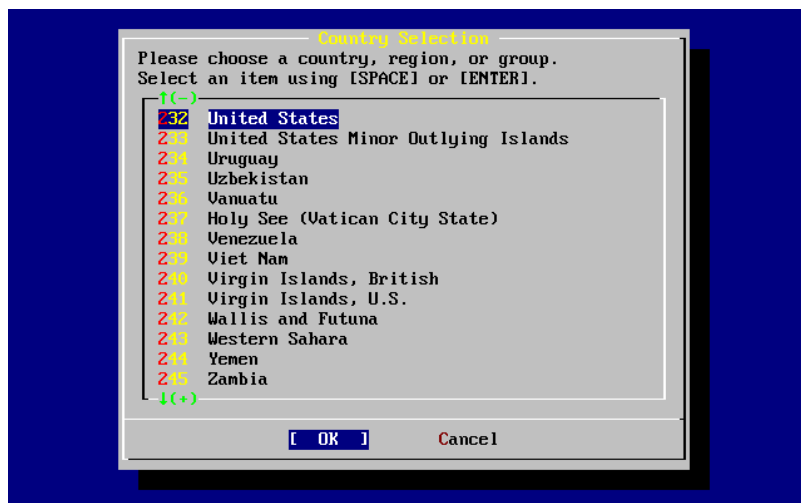 Country Selection
Please choose a country, region, or group.
Select an item using [SPACE] or [ENTER].
↑(-)
232 United States
233 United States Minor Outlying Islands
234 Uruguay
235 Uzbekistan
236 Vanuatu
237 Holy See (Vatican City State)
238 Venezuela
239 Viet Nam
240 Virgin Islands, British
241 Virgin Islands, U.S.
242 Wallis and Futuna
243 Western Sahara
244 Yemen
245 Zambia
↓(+)
[ OK ] Cancel